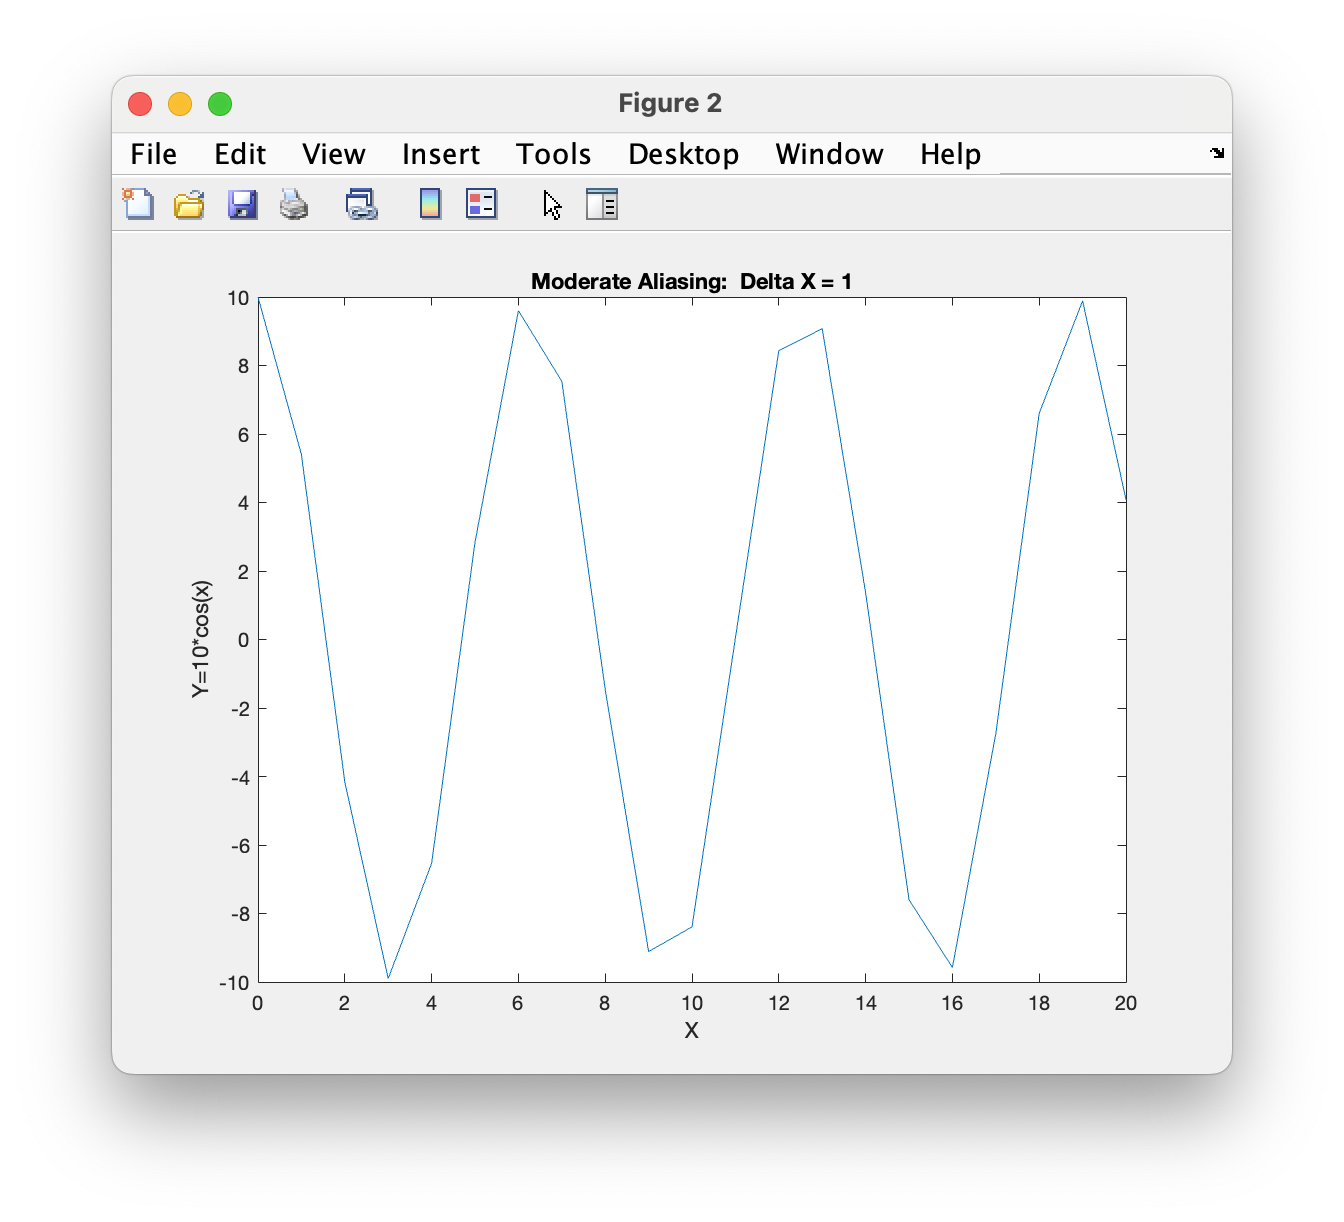 Figure 2
File Edit View Insert Tools Desktop Window Help
Moderate Aliasing:  Delta X = 1
10
8
6
4
2
0
-2
-4
-6
-8
-10
Y=10*cos(x)
0 2 4 6 8 10 12 14 16 18 20
X